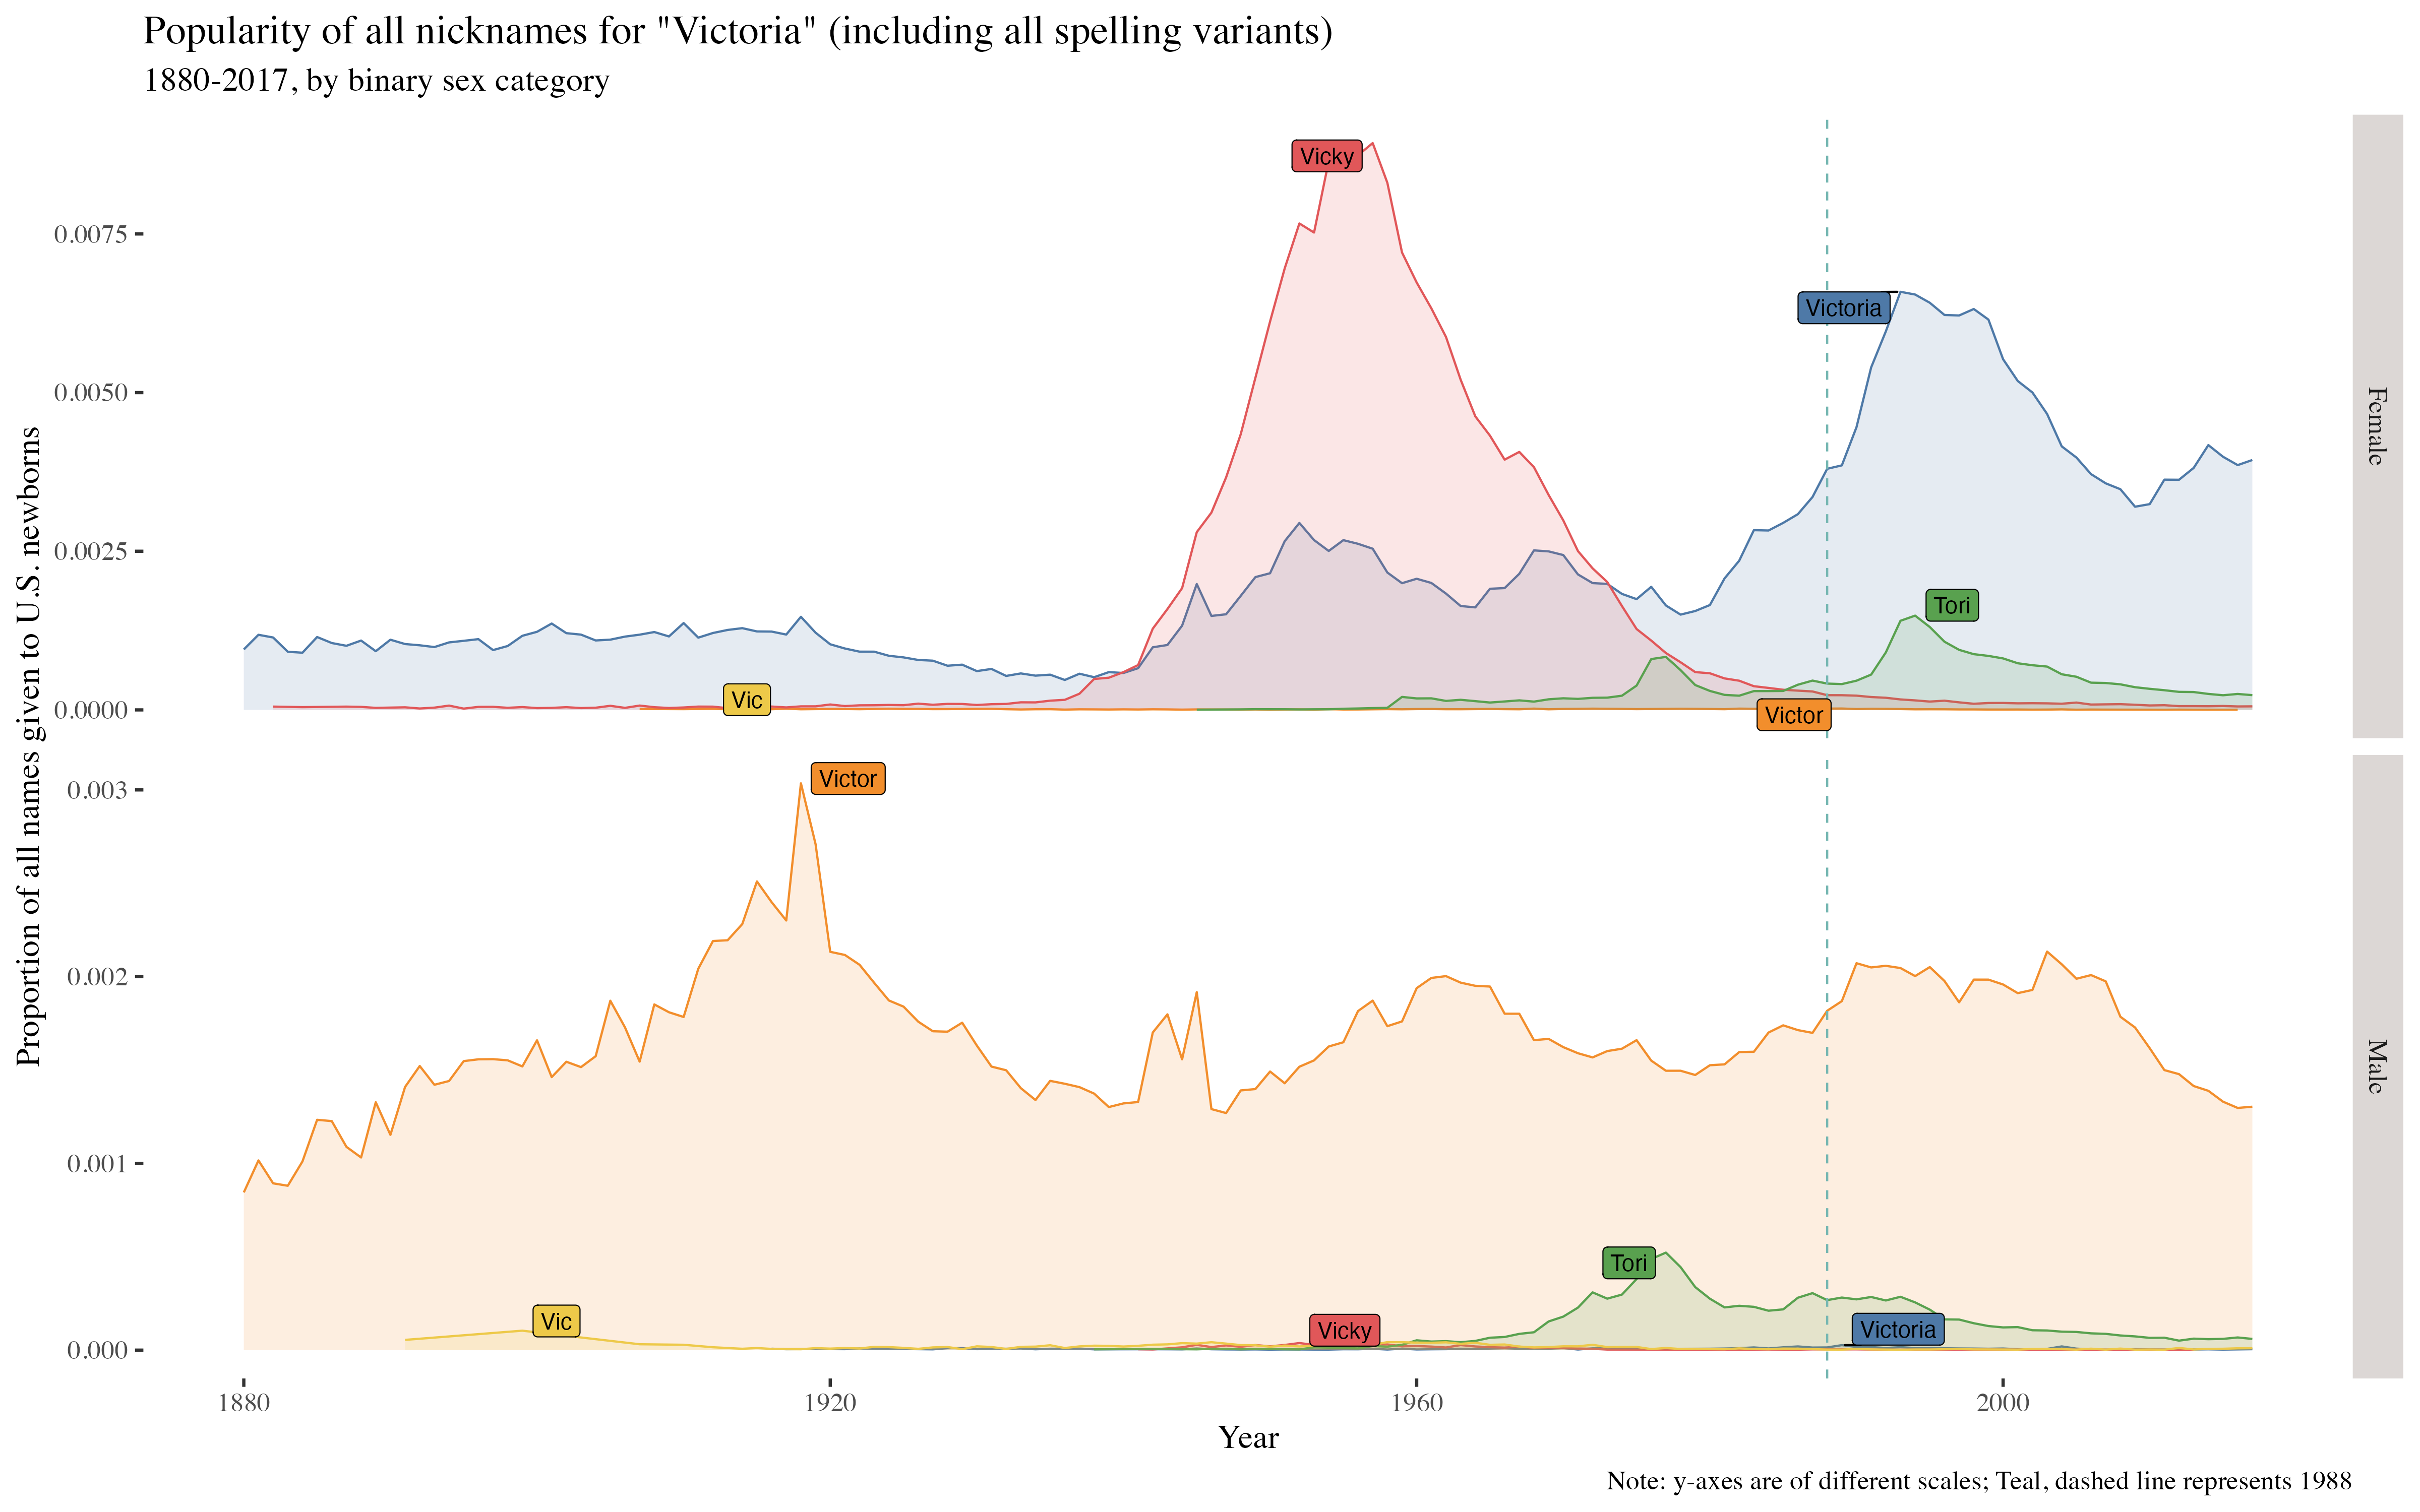 Popularity of all nicknames for "Victoria" (including all spelling variants)
1880-2017, by binary sex category
Proportion of all names given to U.S. newborns
0.0075
0.0050
0.0025
0.0000
Vicky
Victoria
Tori
Vic
Victor
Female
0.003
0.002
0.001
0.000
Victor
Tori
Vic
Vicky
Victoria
Male
1880
1920
1960
2000
Year
Note: y-axes are of different scales; Teal, dashed line represents 1988